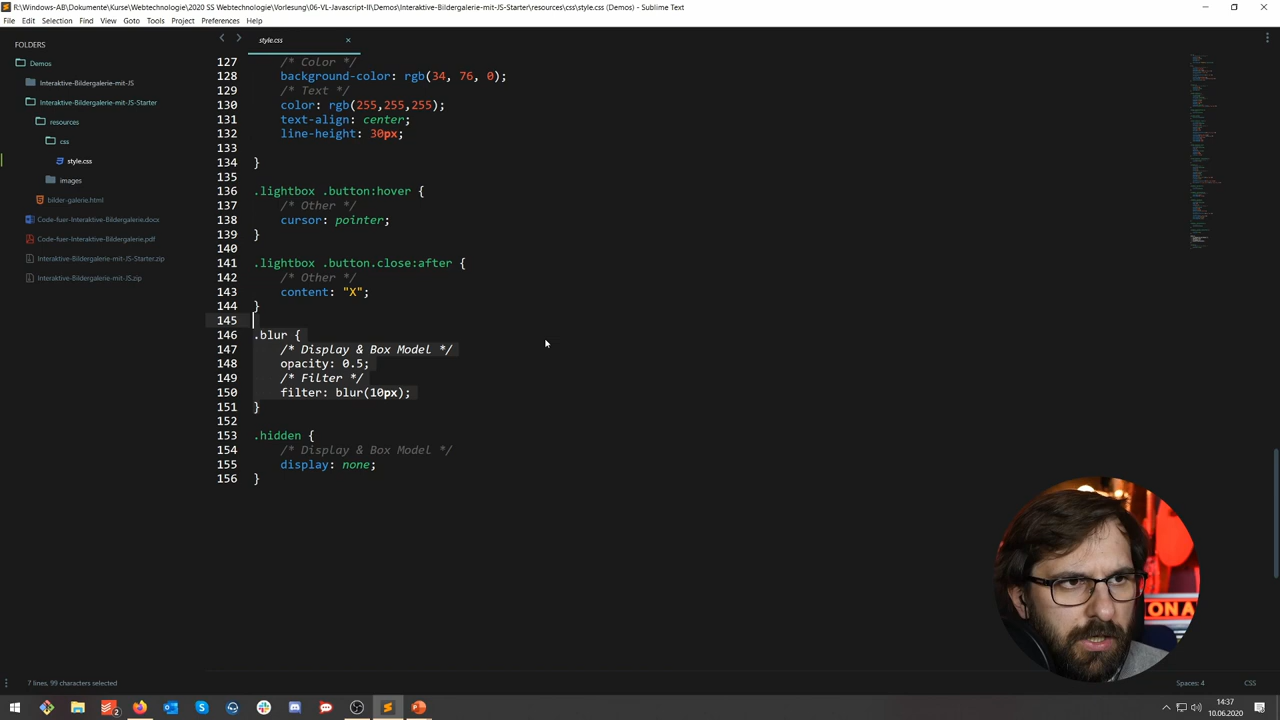 R:\Windows-AB\Dokumente\Kurse\Webtechnologie\2020 SS Webtechnologie\Vorlesung\06-VL-Javascript-II\Demos\Interaktive-Bildergalerie-mit-JS-Starter\resources\css\style.css (Demos) - Sublime Text
File Edit Selection Find View Goto Tools Project Preferences Help
FOLDERS
Demos
Interaktive-Bildergalerie-mit-JS
Interaktive-Bildergalerie-mit-JS-Starter
resources
css
style.css
images
bilder-galerie.html
Code-fuer-Interaktive-Bildergalerie.docx
Code-fuer-Interaktive-Bildergalerie.pdf
Interaktive-Bildergalerie-mit-JS-Starter.zip
Interaktive-Bildergalerie-mit-JS.zip
style.css ×
127 /* Color */
128 background-color: rgb(34, 76, 0);
129 /* Text */
130 color: rgb(255,255,255);
131 text-align: center;
132 line-height: 30px;
133
134 }
135
136 .lightbox .button:hover {
137 /* Other */
138 cursor: pointer;
139 }
140
141 .lightbox .button.close:after {
142 /* Other */
143 content: "X";
144 }
145
146 .blur {
147 /* Display & Box Model */
148 opacity: 0.5;
149 /* Filter */
150 filter: blur(10px);
151 }
152
153 .hidden {
154 /* Display & Box Model */
155 display: none;
156 }
ON A
7 lines, 99 characters selected
Spaces: 4 CSS
2
14:37
10.06.2020